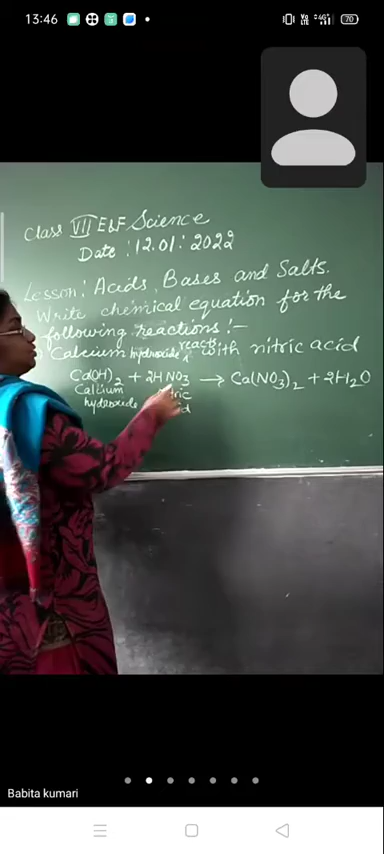 13:46
70
Class VII E&F Science
Date : 12.01: 2022
Lesson: Acids, Bases and Salts.
Write chemical equation for the
following reactions:-
Calcium hydroxide reacts with nitric acid
Ca(OH)2 + 2HNO3 → Ca(NO3)2 + 2H2O
Calcium
hydroxide
Babita kumari